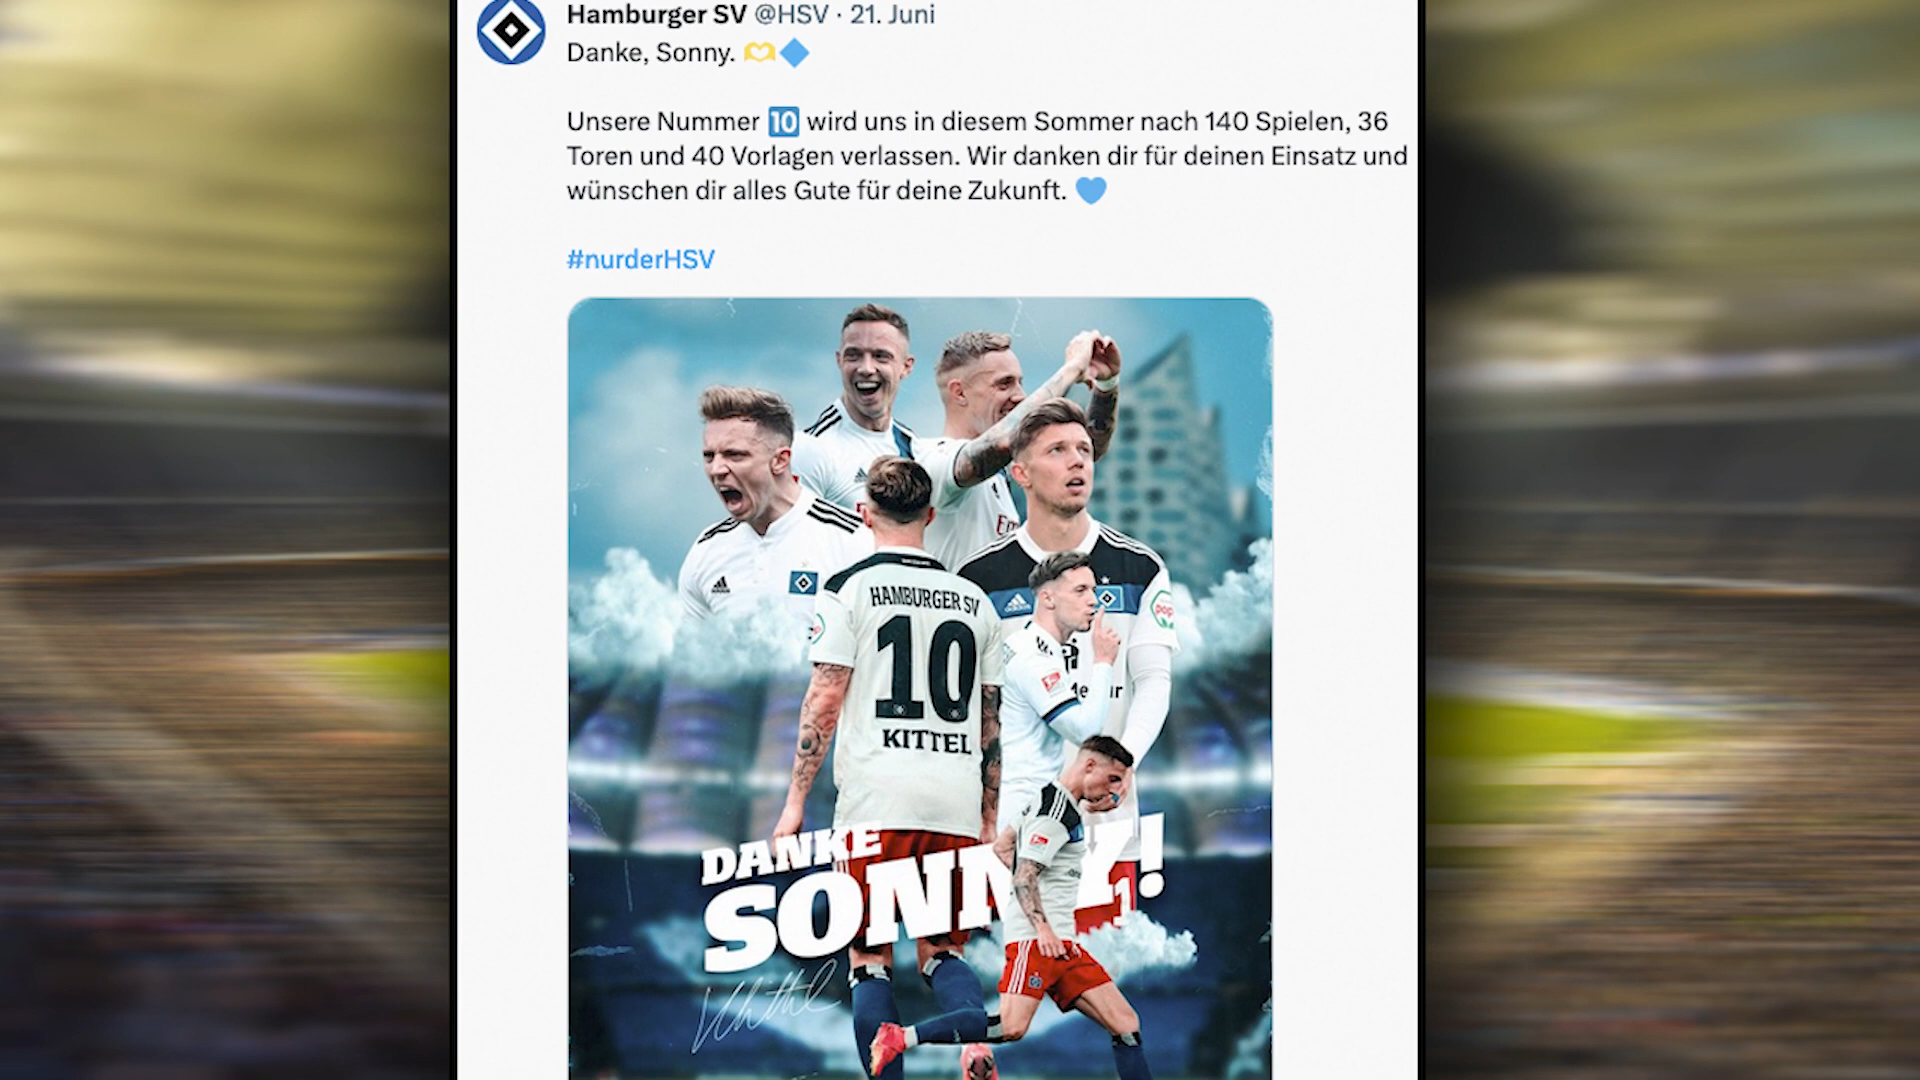 Hamburger SV @HSV · 21. Juni
Danke, Sonny. 🫶🔷
Unsere Nummer 🔟 wird uns in diesem Sommer nach 140 Spielen, 36
Toren und 40 Vorlagen verlassen. Wir danken dir für deinen Einsatz und
wünschen dir alles Gute für deine Zukunft. 💙
#nurderHSV
HAMBURGER SV
10
KITTEL
pop
DANKE
SONNY!